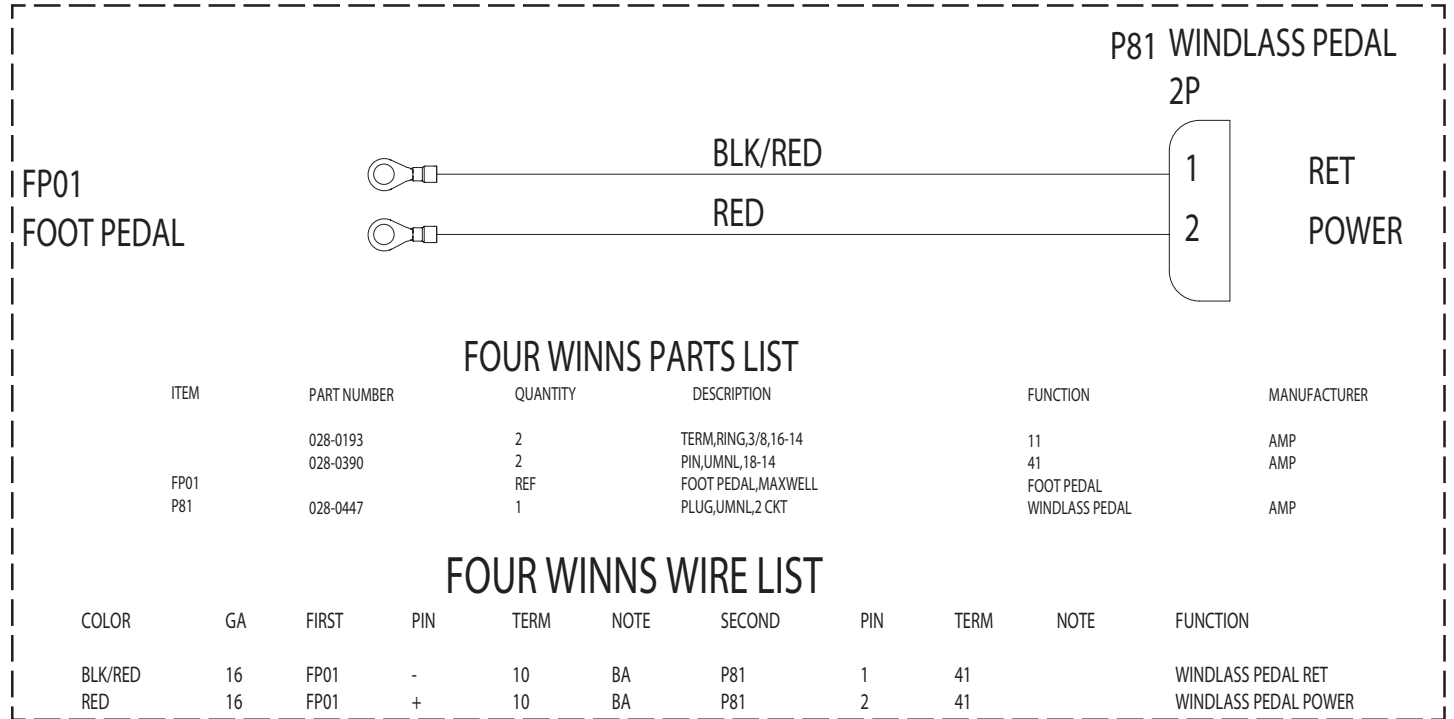 P81 WINDLASS PEDAL
2P
BLK/RED
1 RET
FP01
RED
FOOT PEDAL
2 POWER
FOUR WINNS PARTS LIST
ITEM PART NUMBER QUANTITY DESCRIPTION FUNCTION MANUFACTURER
028-0193 2 TERM,RING,3/8,16-14 11 AMP
028-0390 2 PIN,UMNL,18-14 41 AMP
FP01 REF FOOT PEDAL,MAXWELL FOOT PEDAL
P81 028-0447 1 PLUG,UMNL,2 CKT WINDLASS PEDAL AMP
FOUR WINNS WIRE LIST
COLOR GA FIRST PIN TERM NOTE SECOND PIN TERM NOTE FUNCTION
BLK/RED 16 FP01 - 10 BA P81 1 41 WINDLASS PEDAL RET
RED 16 FP01 + 10 BA P81 2 41 WINDLASS PEDAL POWER